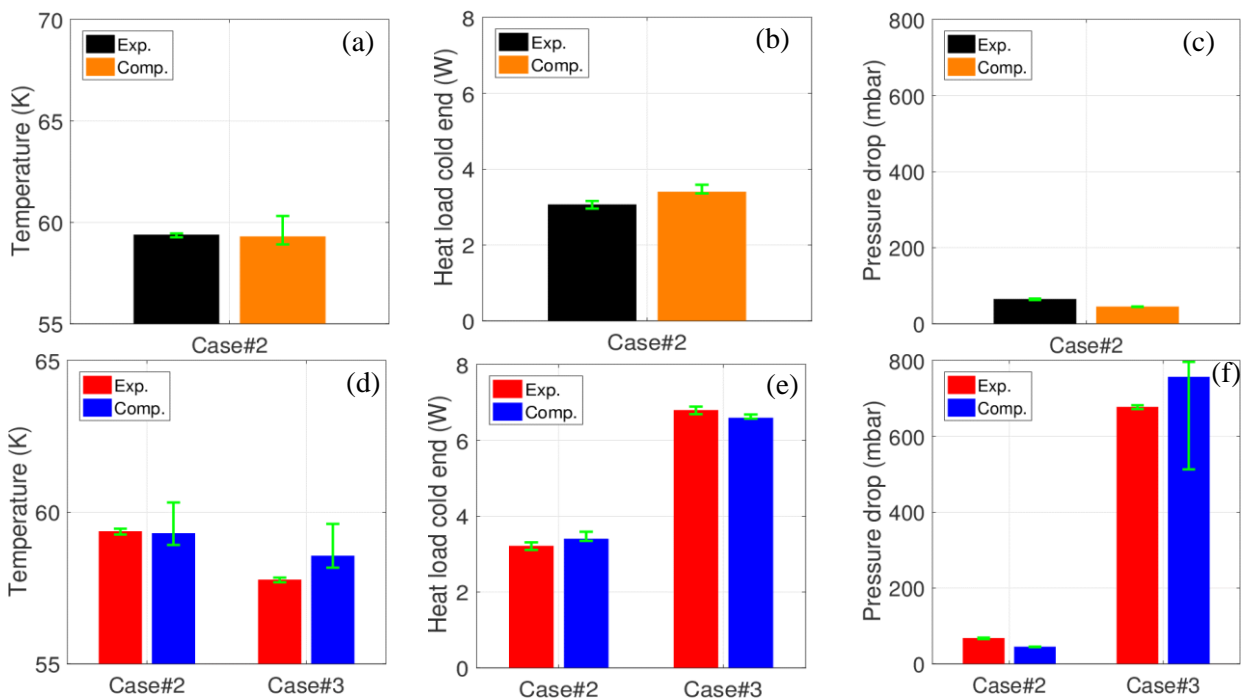 (a)
Temperature (K)
70
65
60
55
Exp.
Comp.
Case#2
(b)
Heat load cold end (W)
8
6
4
2
0
Exp.
Comp.
Case#2
(c)
Pressure drop (mbar)
800
600
400
200
0
Exp.
Comp.
Case#2
(d)
Temperature (K)
65
60
55
Exp.
Comp.
Case#2
Case#3
(e)
Heat load cold end (W)
8
6
4
2
0
Exp.
Comp.
Case#2
Case#3
(f)
Pressure drop (mbar)
800
600
400
200
0
Exp.
Comp.
Case#2
Case#3